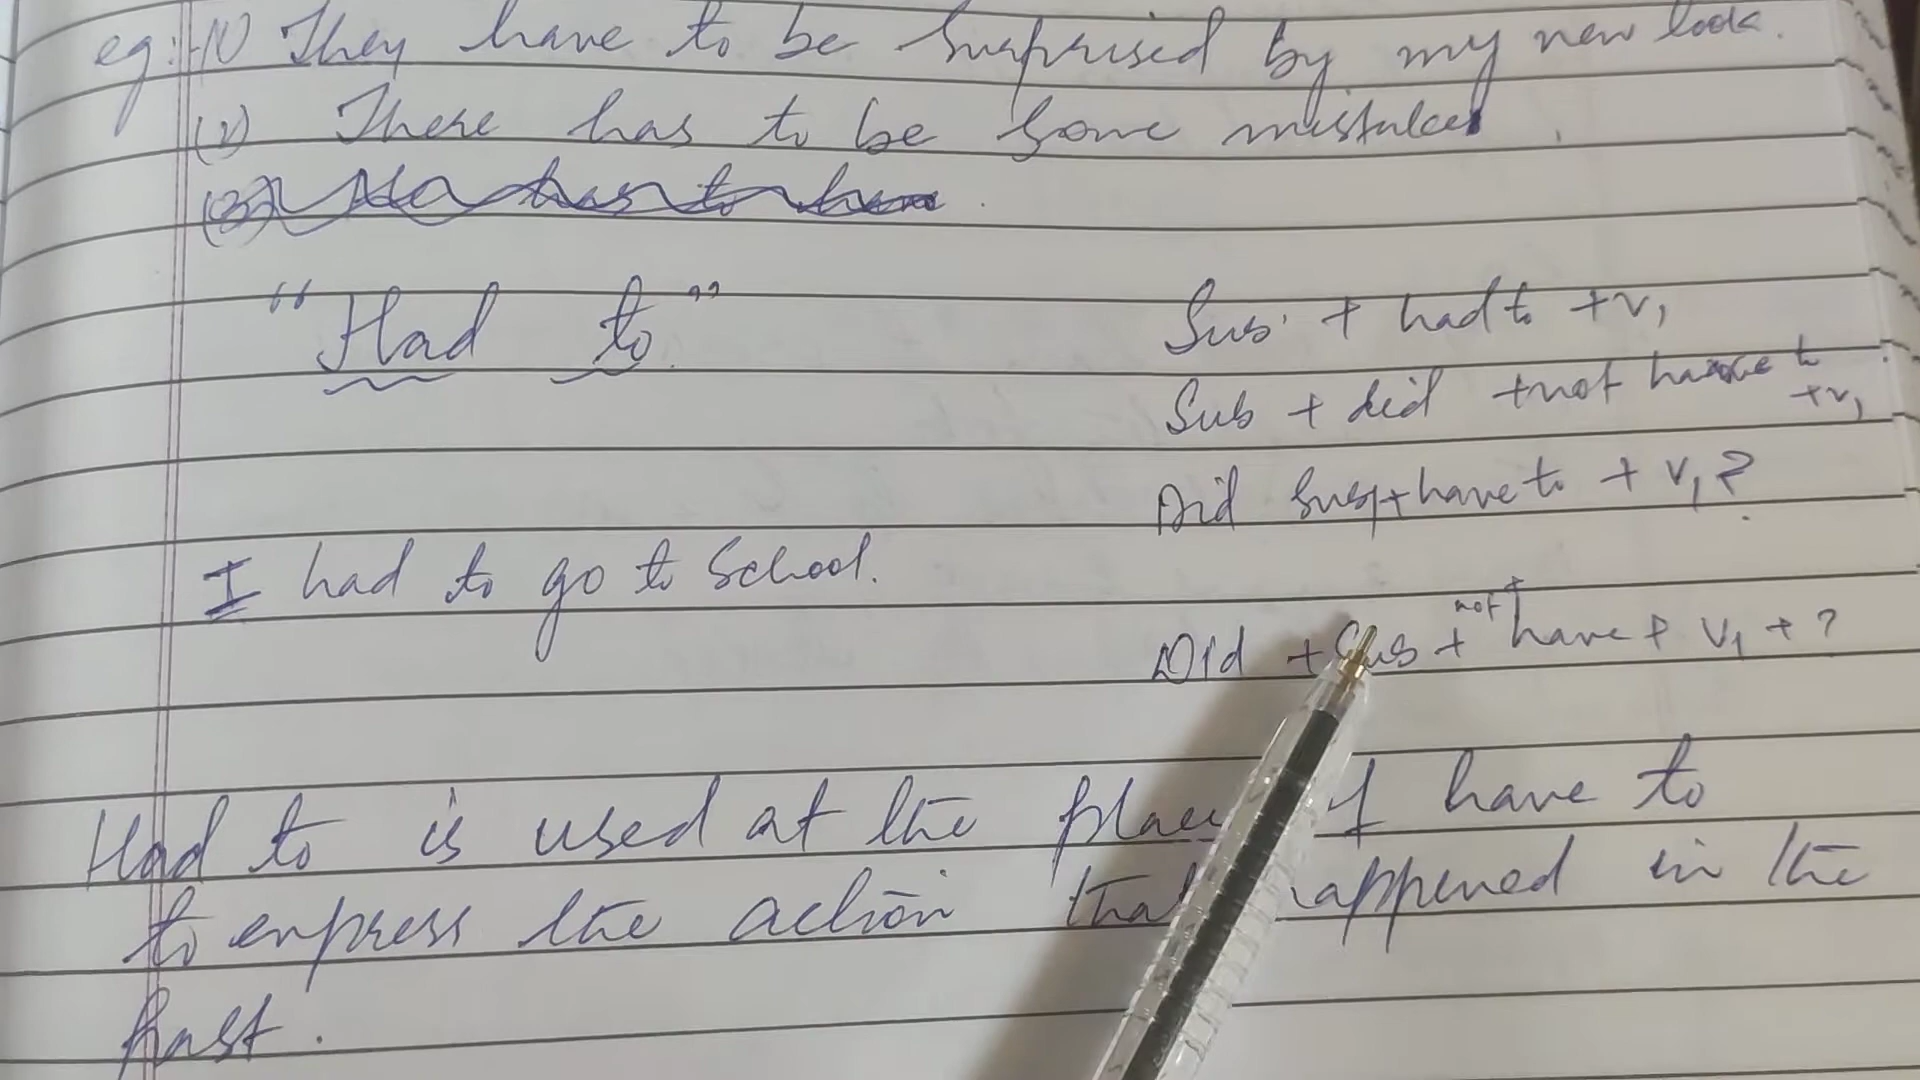 eg:- (1) They have to be surprised by my new look.
(2) There has to be some mistakes.
"Had to"
Sub + had to + V1
Sub + did + not have to + V1
Did Sub + have to + V1 ?
I had to go to School.
Did + Sub + not + have + V1 + ?
Had to is used at the place of have to
to express the action that happened in the
past.